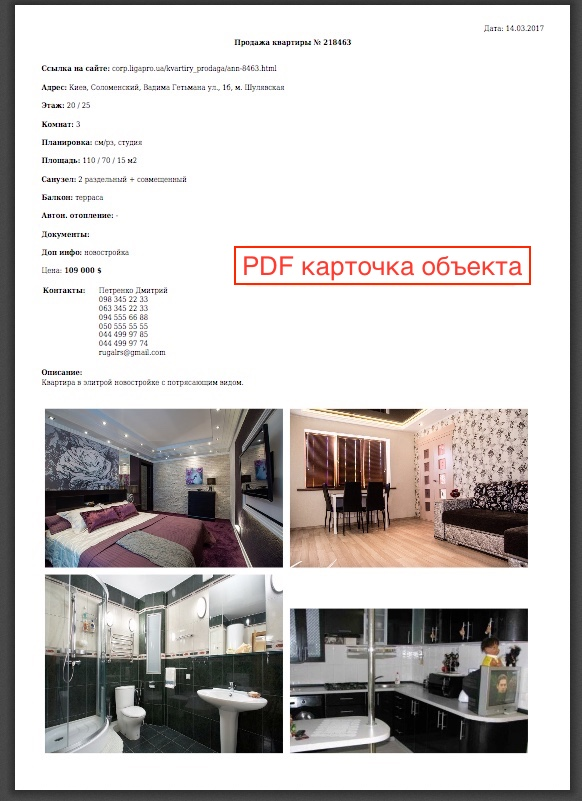 Дата: 14.03.2017
Продажа квартиры № 218463
Ссылка на сайте: corp.ligapro.ua/kvartiry_prodaga/ann-8463.html
Адрес: Киев, Соломенский, Вадима Гетьмана ул., 1б, м. Шулявская
Этаж: 20 / 25
Комнат: 3
Планировка: см/рз, студия
Площадь: 110 / 70 / 15 м2
Санузел: 2 раздельный + совмещенный
Балкон: терраса
Автон. отопление: -
Документы:
Доп инфо: новостройка
PDF карточка объекта
Цена: 109 000 $
Контакты: Петренко Дмитрий
098 345 22 33
063 345 22 33
094 555 66 88
050 555 55 55
044 499 97 85
044 499 97 74
rugalrs@gmail.com
Описание:
Квартира в элитрой новостройке с потрясающим видом.